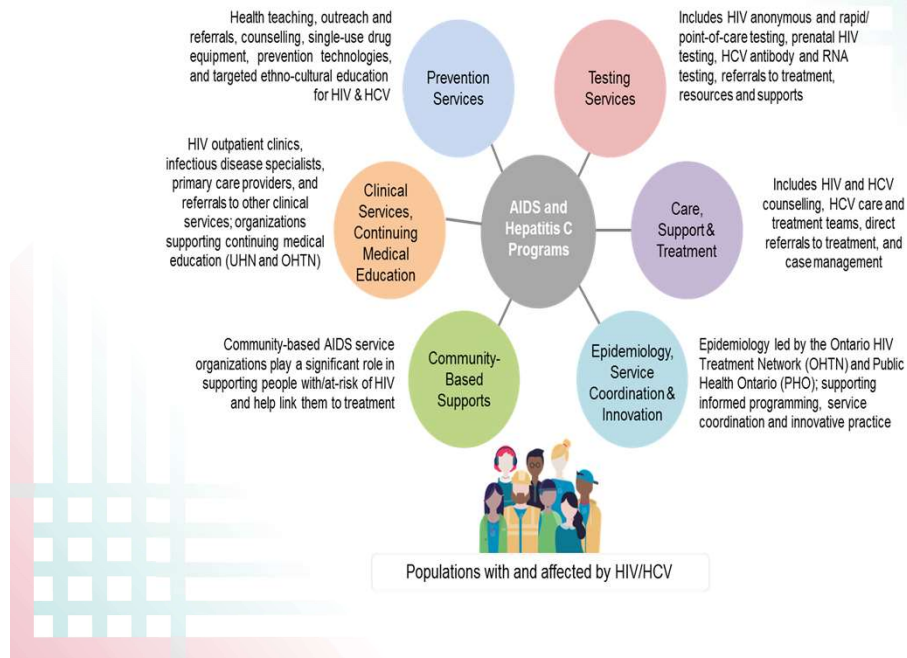 Health teaching, outreach and
referrals, counselling, single-use drug
equipment, prevention technologies,
and targeted ethno-cultural education
for HIV & HCV
Prevention
Services
Testing
Services
Includes HIV anonymous and rapid/
point-of-care testing, prenatal HIV
testing, HCV antibody and RNA
testing, referrals to treatment,
resources and supports
HIV outpatient clinics,
infectious disease specialists,
primary care providers, and
referrals to other clinical
services; organizations
supporting continuing medical
education (UHN and OHTN)
Clinical
Services,
Continuing
Medical
Education
AIDS and
Hepatitis C
Programs
Care,
Support &
Treatment
Includes HIV and HCV
counselling, HCV care and
treatment teams, direct
referrals to treatment, and
case management
Community-based AIDS service
organizations play a significant role in
supporting people with/at-risk of HIV
and help link them to treatment
Community-
Based
Supports
Epidemiology,
Service
Coordination &
Innovation
Epidemiology led by the Ontario HIV
Treatment Network (OHTN) and Public
Health Ontario (PHO); supporting
informed programming, service
coordination and innovative practice
Populations with and affected by HIV/HCV